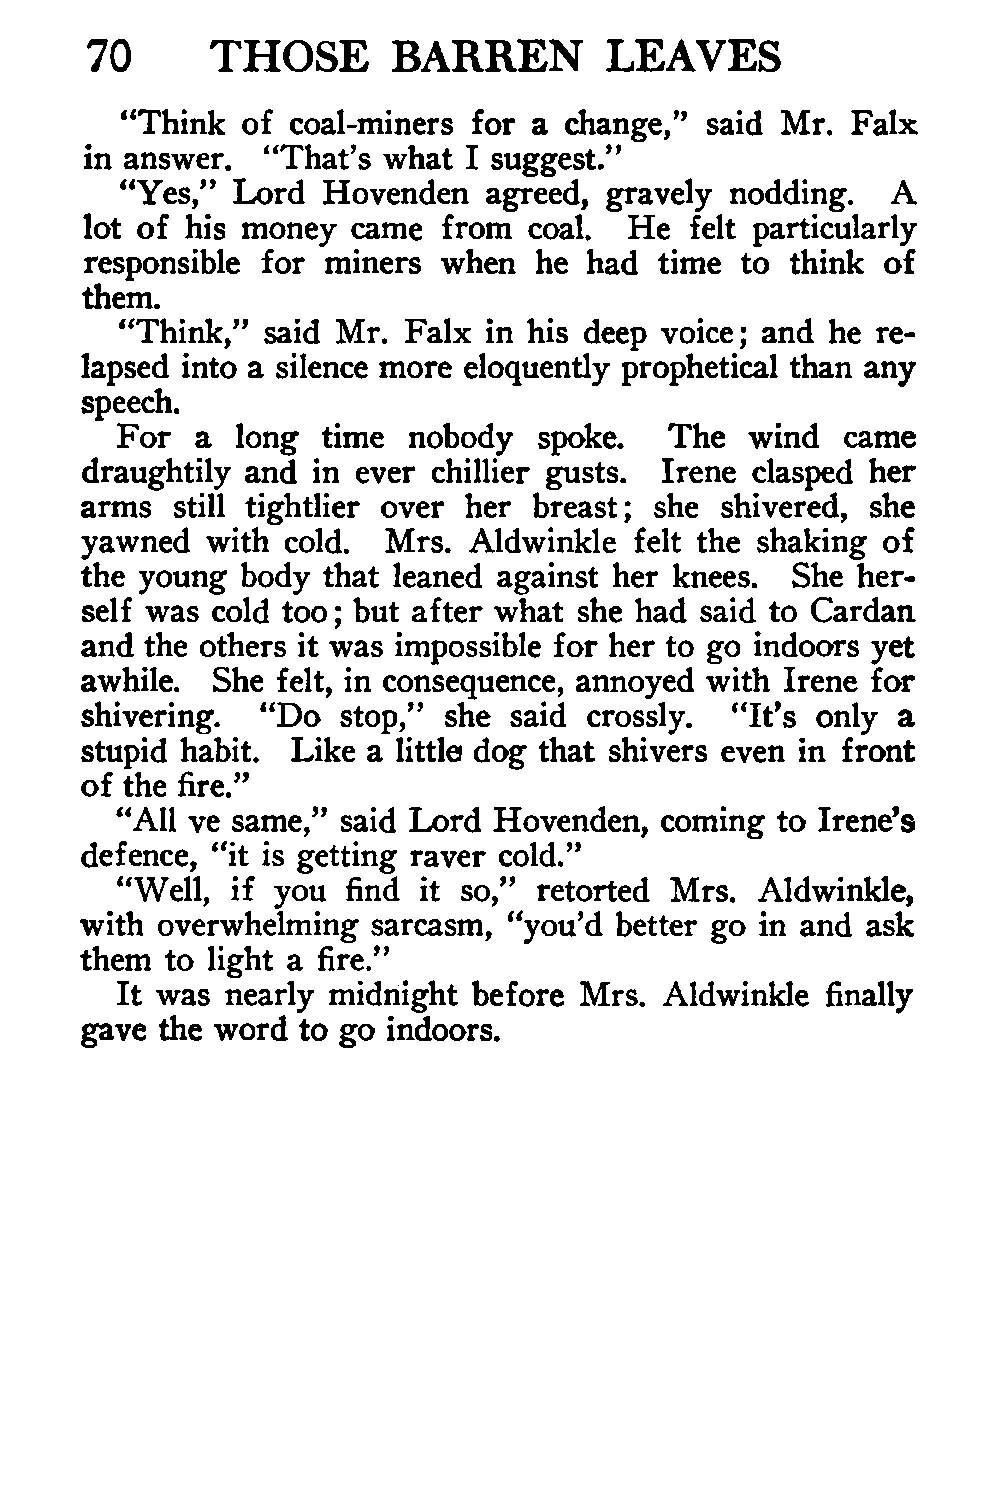 70 THOSE BARREN LEAVES
“Think of coal-miners for a change,” said Mr. Falx
in answer. “That’s what I suggest.”
“Yes,” Lord Hovenden agreed, gravely nodding. A
lot of his money came from coal. He felt particularly
responsible for miners when he had time to think of
them.
“Think,” said Mr. Falx in his deep voice; and he re-
lapsed into a silence more eloquently prophetical than any
speech.
For a long time nobody spoke. The wind came
draughtily and in ever chillier gusts. Irene clasped her
arms still tightlier over her breast; she shivered, she
yawned with cold. Mrs. Aldwinkle felt the shaking of
the young body that leaned against her knees. She her-
self was cold too; but after what she had said to Cardan
and the others it was impossible for her to go indoors yet
awhile. She felt, in consequence, annoyed with Irene for
shivering. “Do stop,” she said crossly. “It’s only a
stupid habit. Like a little dog that shivers even in front
of the fire.”
“All ve same,” said Lord Hovenden, coming to Irene’s
defence, “it is getting raver cold.”
“Well, if you find it so,” retorted Mrs. Aldwinkle,
with overwhelming sarcasm, “you’d better go in and ask
them to light a fire.”
It was nearly midnight before Mrs. Aldwinkle finally
gave the word to go indoors.